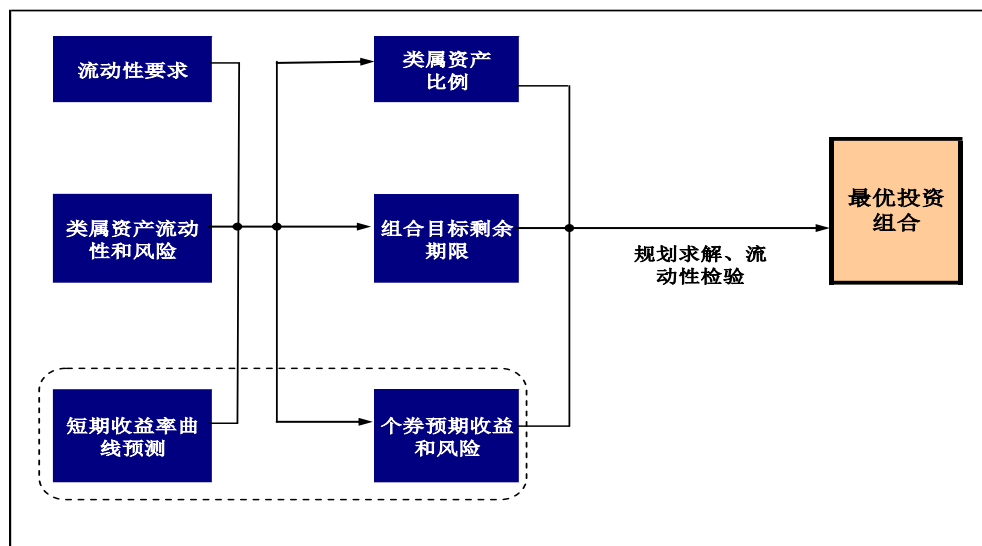 流动性要求
类属资产
比例
类属资产流动
性和风险
组合目标剩余
期限
最优投资
组合
规划求解、流
动性检验
短期收益率曲
线预测
个券预期收益
和风险